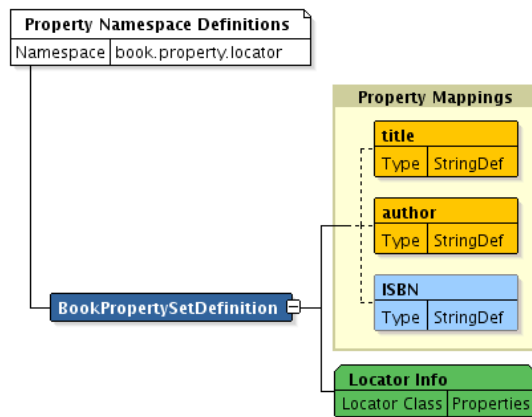 Property Namespace Definitions
Namespace book.property.locator
Property Mappings
title
Type StringDef
author
Type StringDef
ISBN
Type StringDef
BookPropertySetDefinition
Locator Info
Locator Class Properties